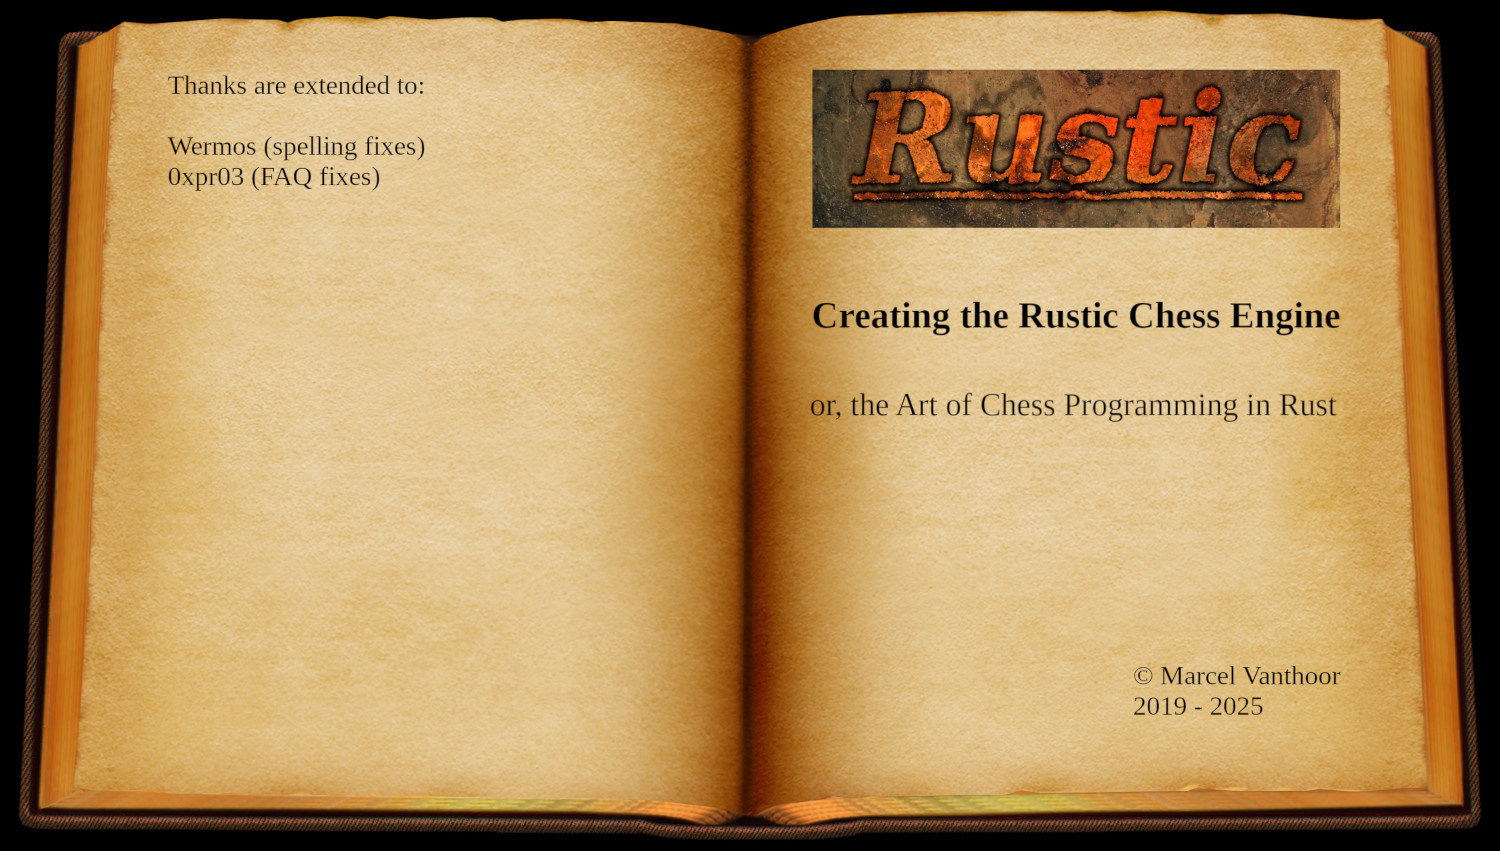 Thanks are extended to:
Wermos (spelling fixes)
0xpr03 (FAQ fixes)
Rustic
Creating the Rustic Chess Engine
or, the Art of Chess Programming in Rust
© Marcel Vanthoor
2019 - 2025